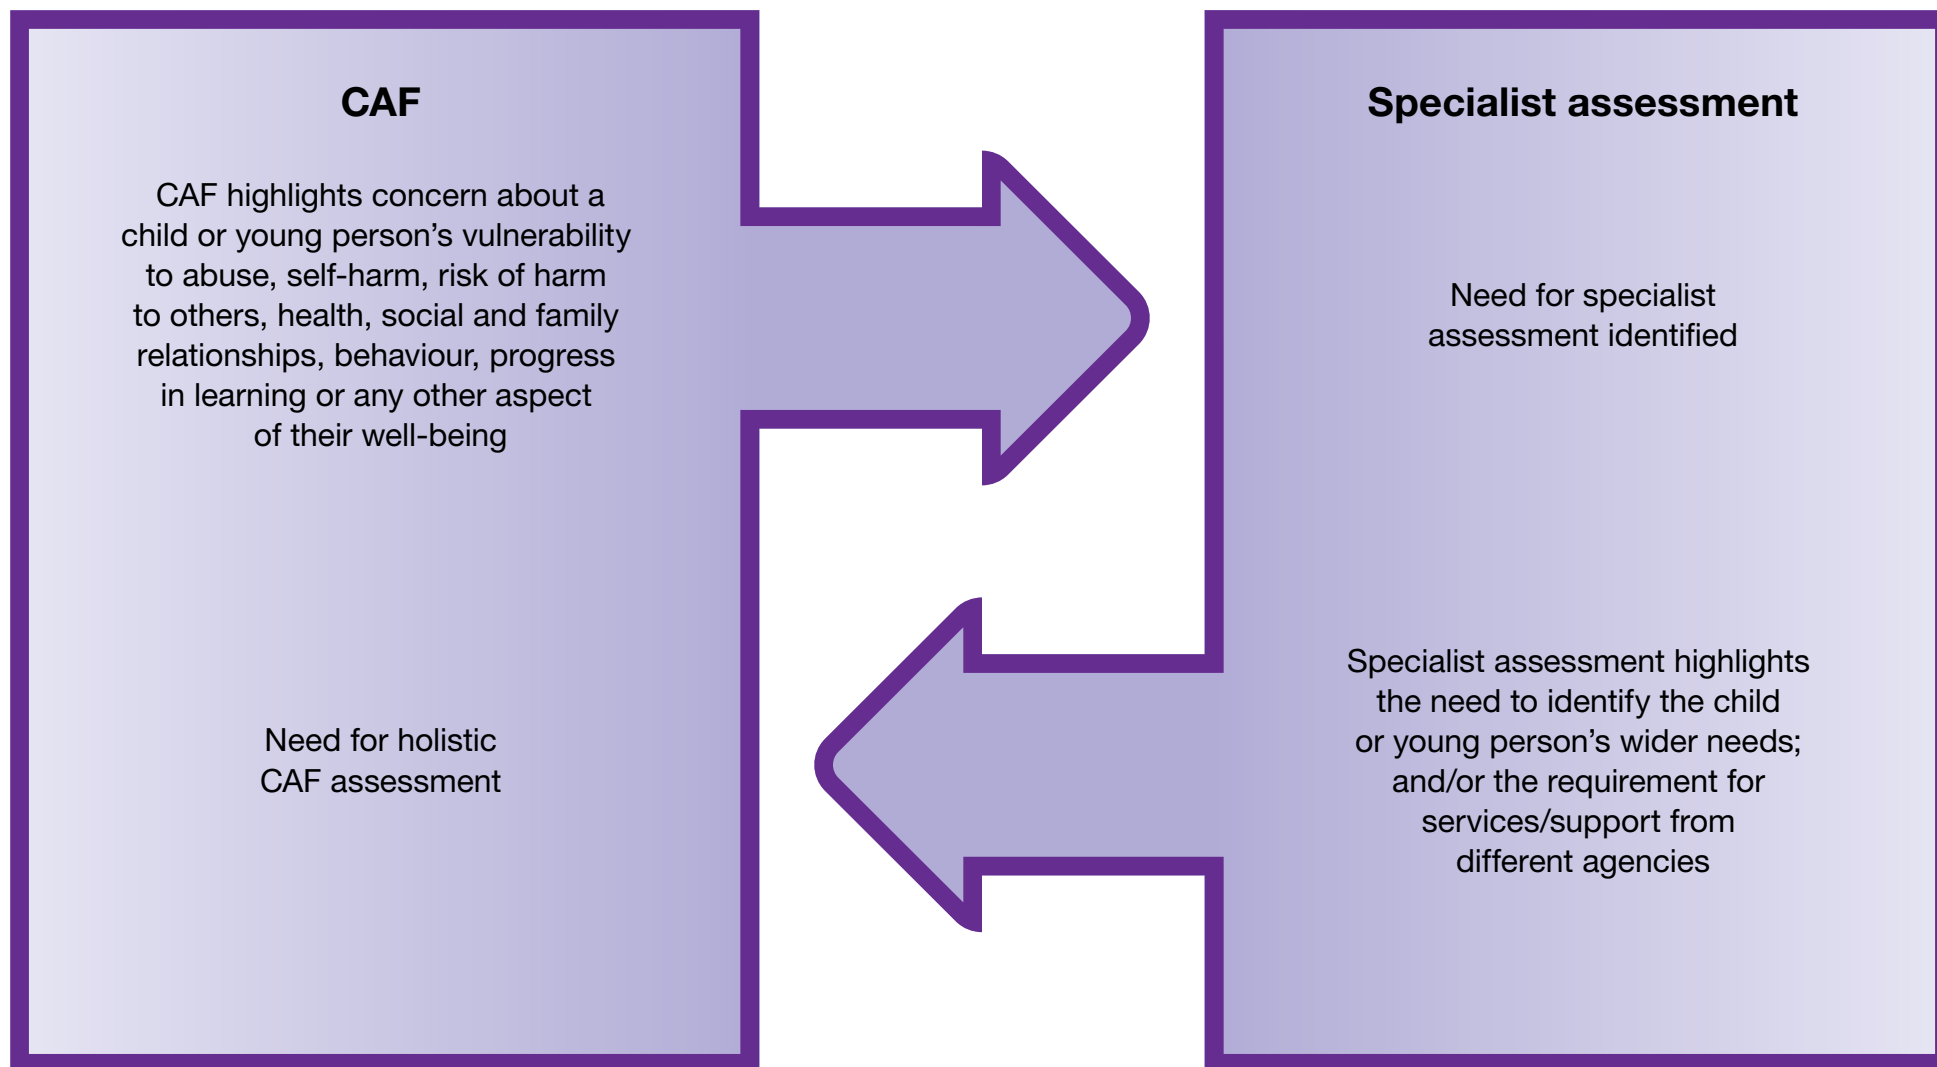 CAF
CAF highlights concern about a
child or young person’s vulnerability
to abuse, self-harm, risk of harm
to others, health, social and family
relationships, behaviour, progress
in learning or any other aspect
of their well-being
Need for holistic
CAF assessment
Specialist assessment
Need for specialist
assessment identified
Specialist assessment highlights
the need to identify the child
or young person’s wider needs;
and/or the requirement for
services/support from
different agencies